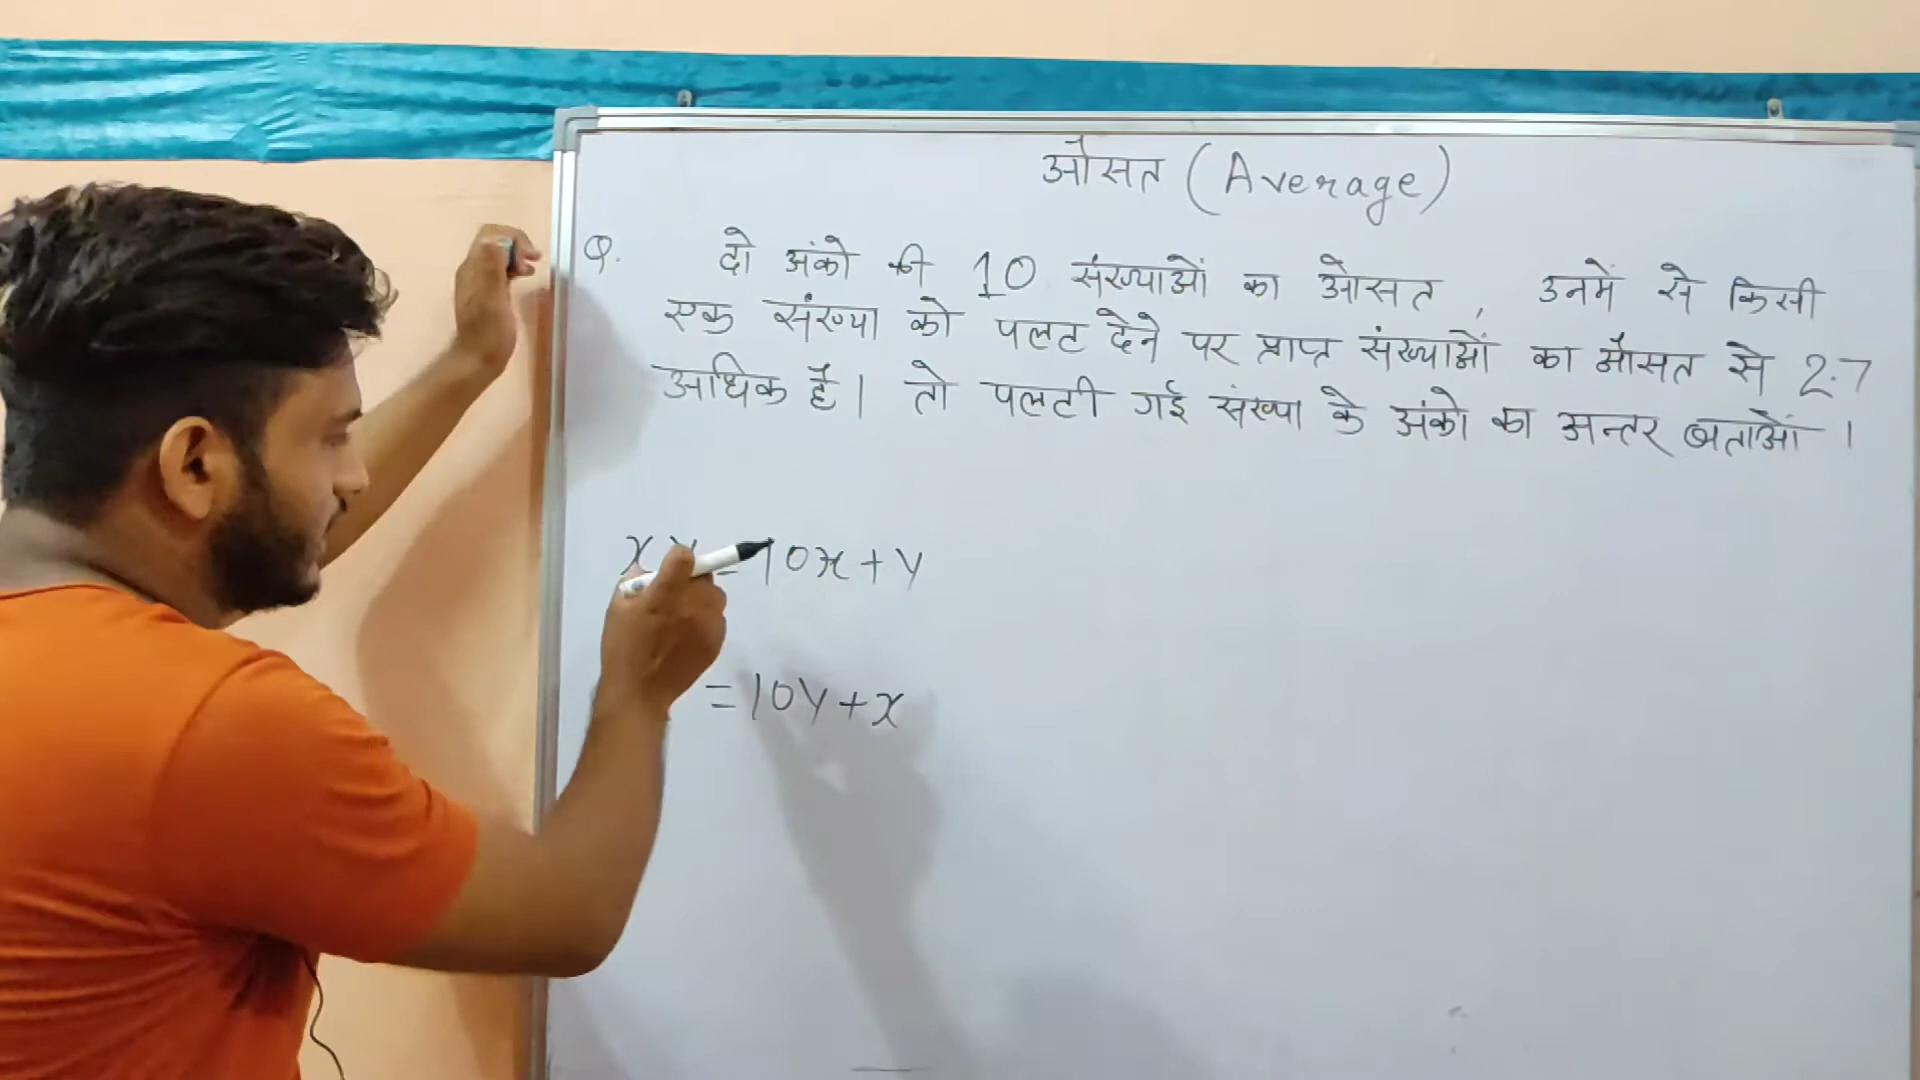 औसत (Average)
Q. दो अंको की 10 संख्याओं का औसत, उनमें से किसी
एक संख्या को पलट देने पर प्राप्त संख्याओं का औसत से 2.7
अधिक है। तो पलटी गई संख्या के अंको का अन्तर बताओं ।
xy = 10x + y
= 10y + x